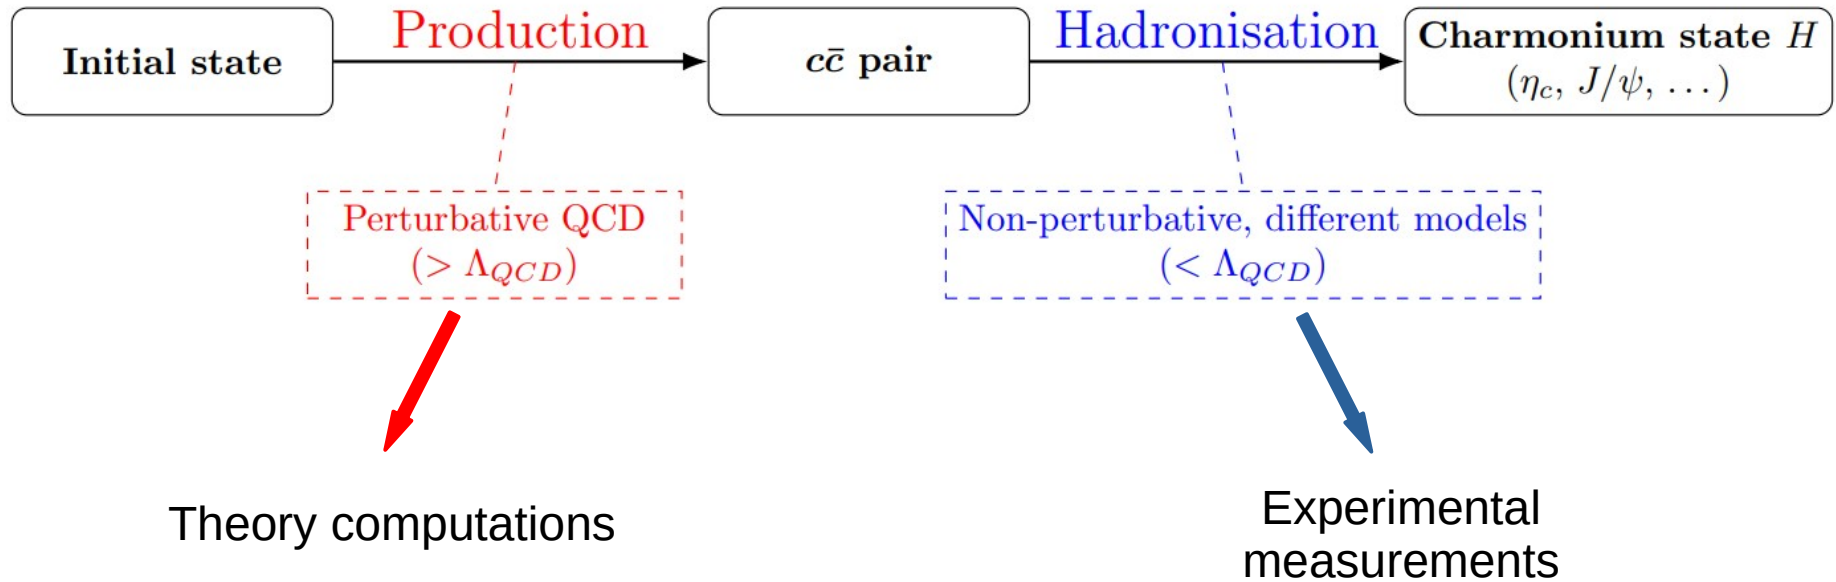 Production
Hadronisation
Initial state
cc̄ pair
Charmonium state H
(η_c, J/ψ, ...)
Perturbative QCD
(> Λ_QCD)
Non-perturbative, different models
(< Λ_QCD)
Theory computations
Experimental
measurements